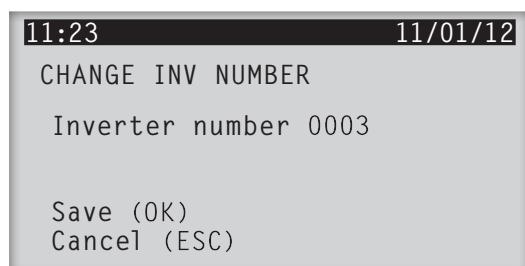 11:23 11/01/12
CHANGE INV NUMBER
Inverter number 0003
Save (OK)
Cancel (ESC)